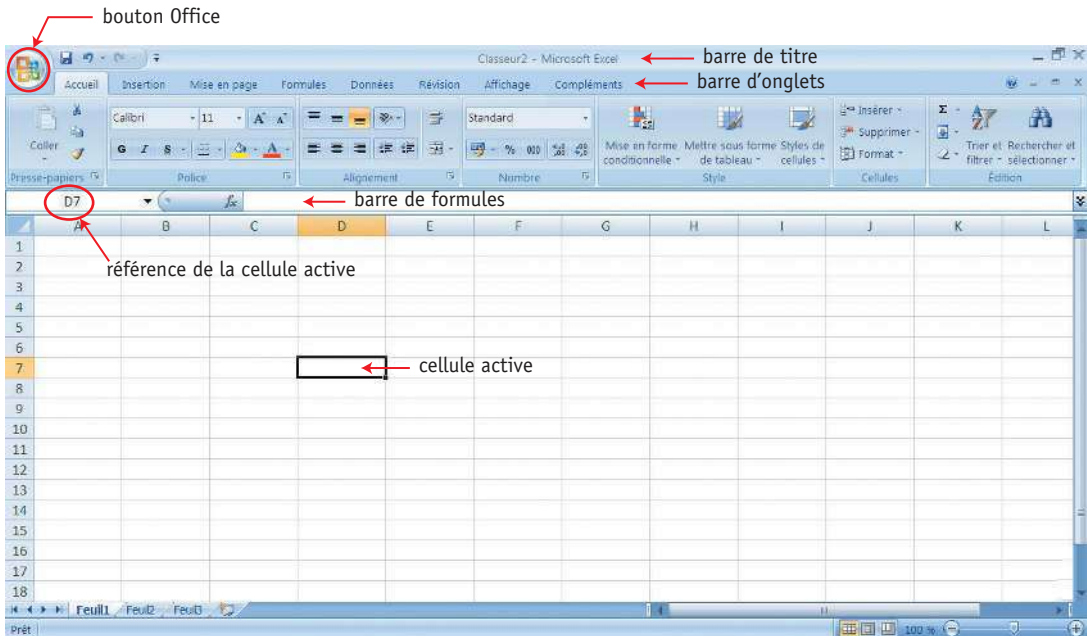 bouton Office
Classeur2 - Microsoft Excel
barre de titre
Accueil Insertion Mise en page Formules Données Révision Affichage Compléments
barre d'onglets
Calibri 11 A A Standard Insérer Σ
Supprimer
Coller G I S % 000 Mise en forme conditionnelle Mettre sous forme de tableau Styles de cellules Format Trier et filtrer Rechercher et sélectionner
Presse-papiers Police Alignement Nombre Style Cellules Édition
D7 fx barre de formules
A B C D E F G H I J K L
1
référence de la cellule active
2
3
4
5
6
7 cellule active
8
9
10
11
12
13
14
15
16
17
18
Feuil1 Feuil2 Feuil3
Prêt 100 %